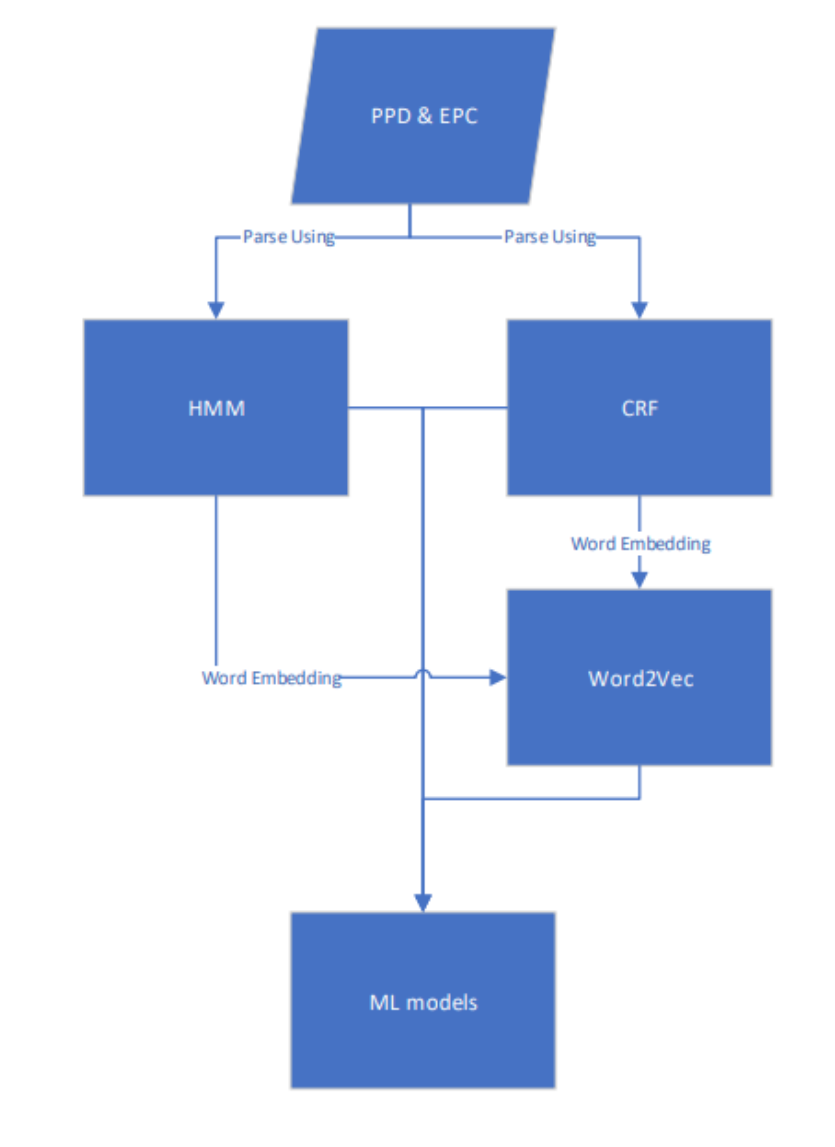 PPD & EPC
Parse Using
Parse Using
HMM
CRF
Word Embedding
Word Embedding
Word2Vec
ML models